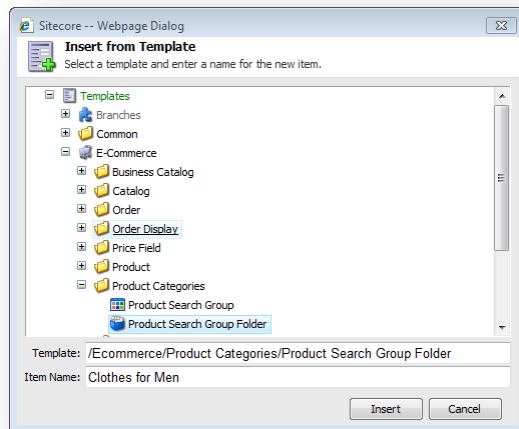 Sitecore -- Webpage Dialog
Insert from Template
Select a template and enter a name for the new item.
Templates
Branches
Common
E-Commerce
Business Catalog
Catalog
Order
Order Display
Price Field
Product
Product Categories
Product Search Group
Product Search Group Folder
Template: /Ecommerce/Product Categories/Product Search Group Folder
Item Name: Clothes for Men
Insert Cancel